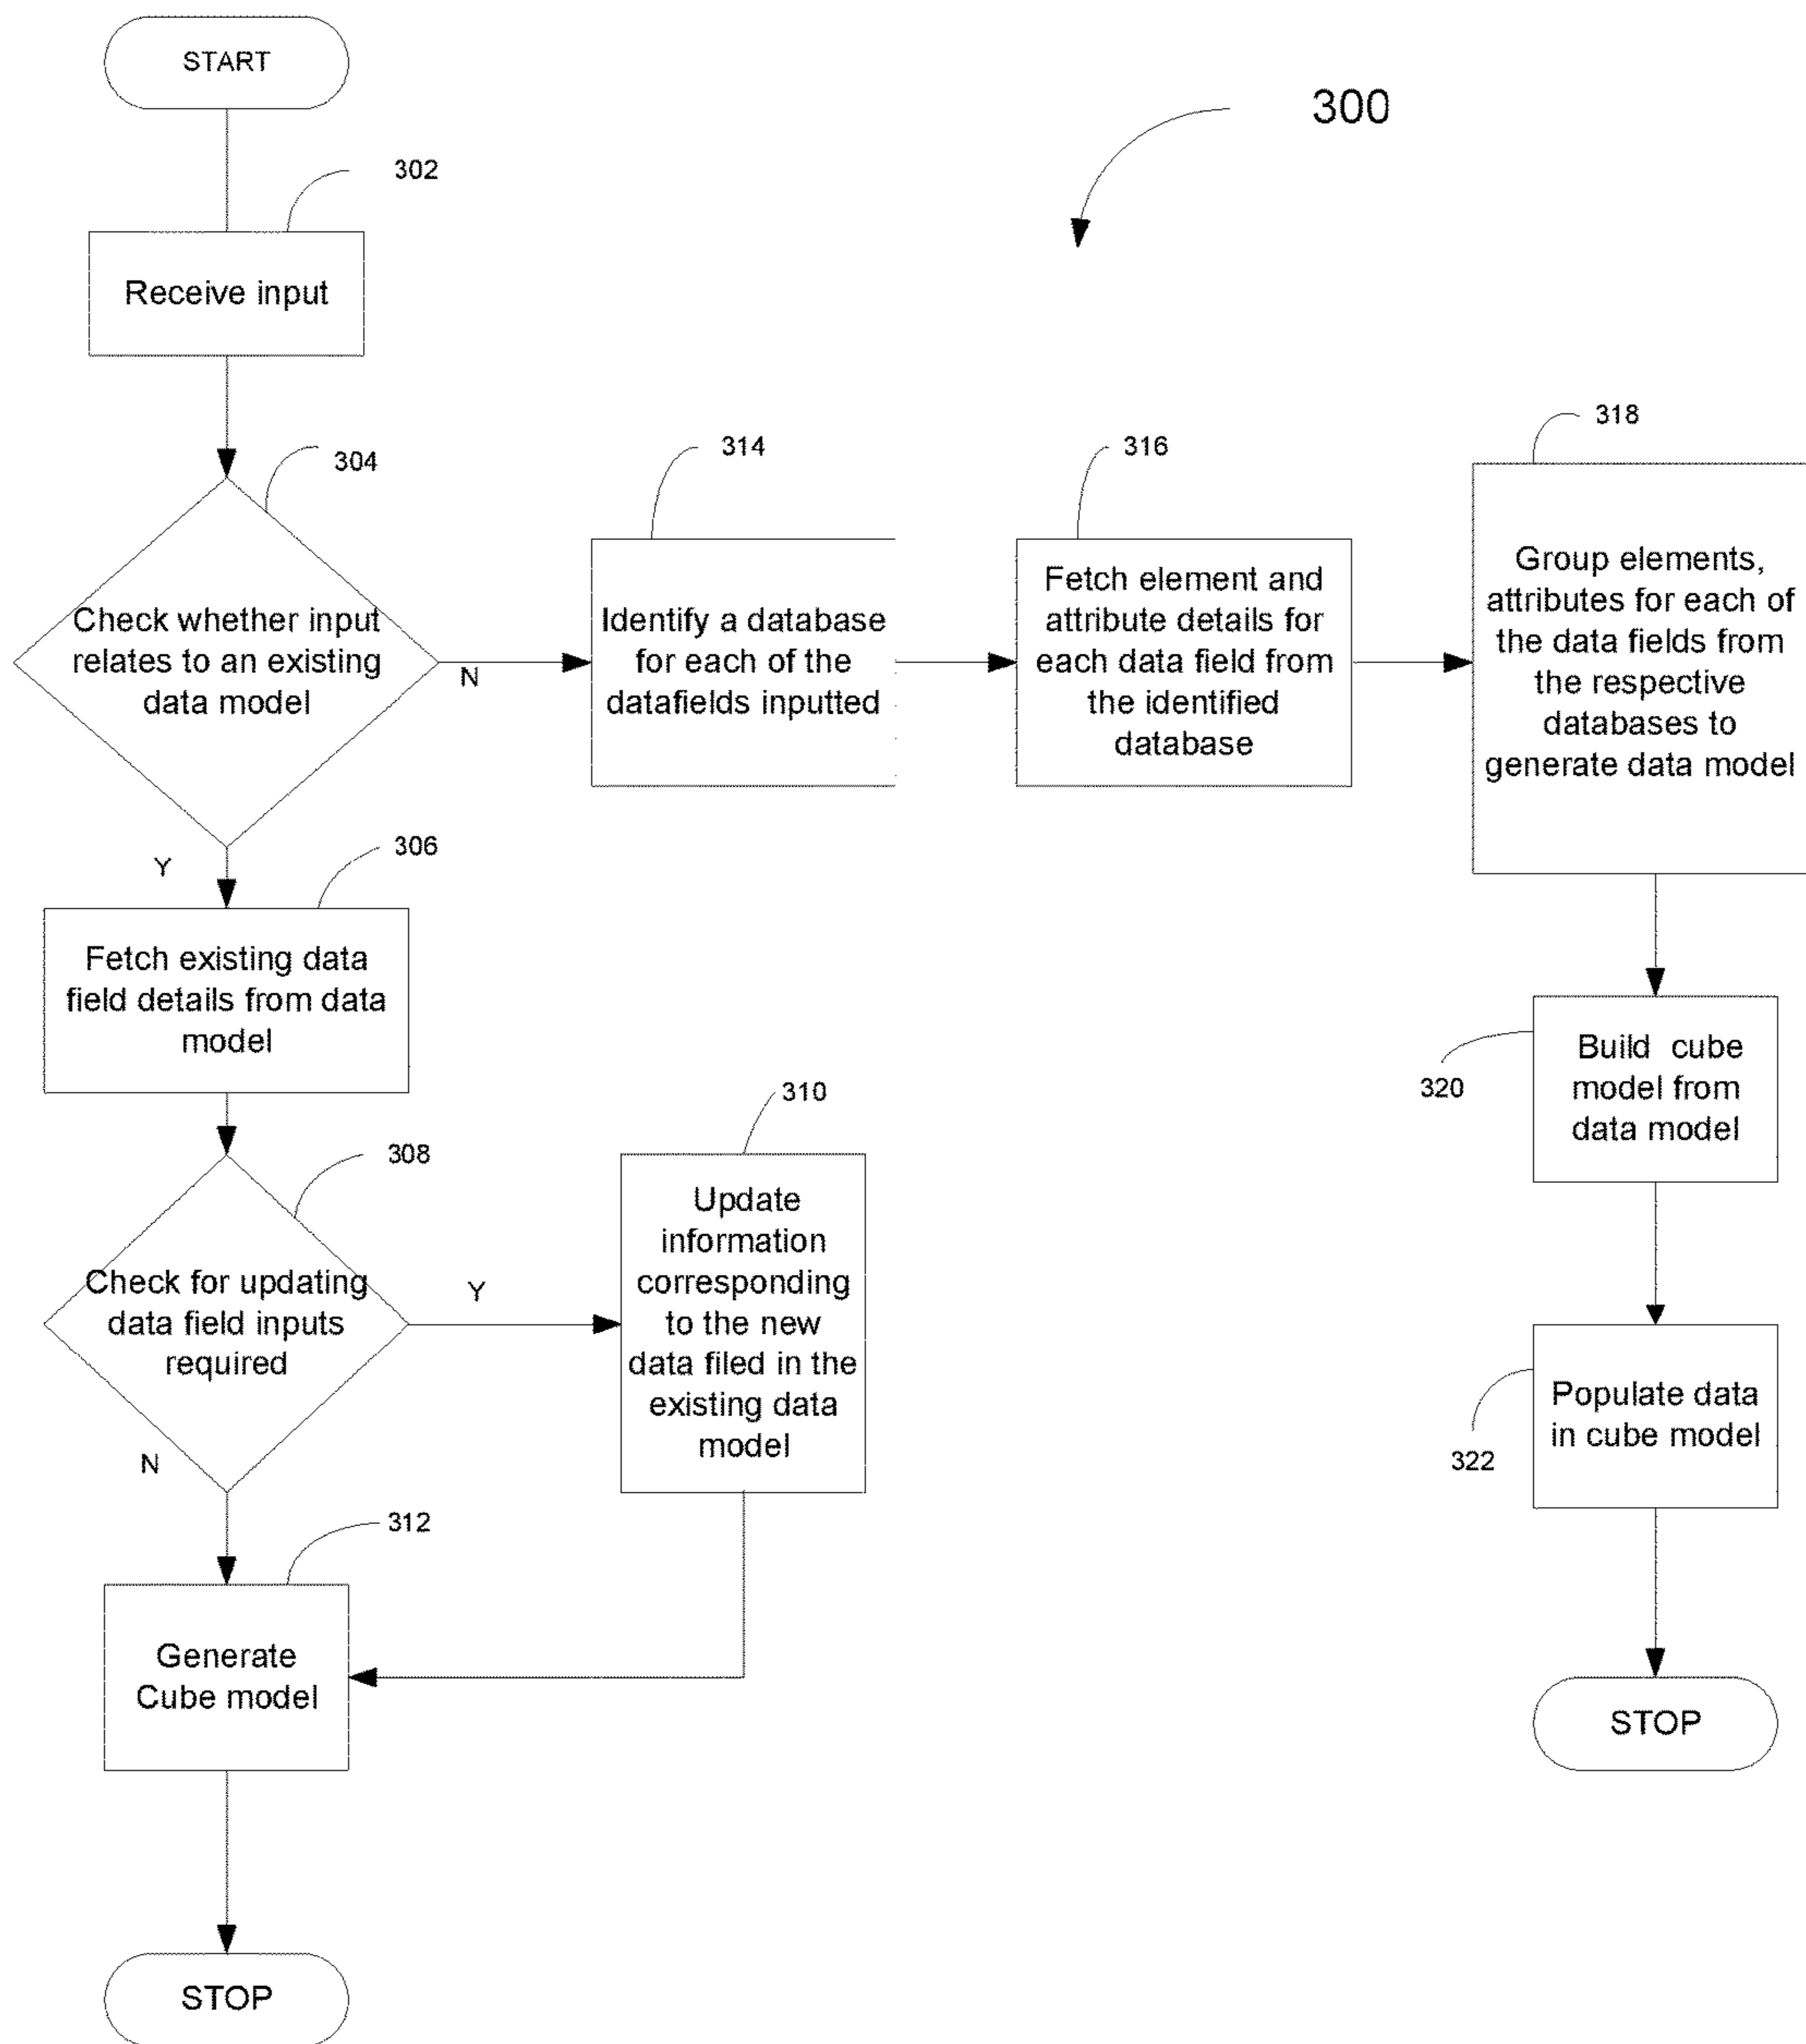 START
300
302
Receive input
304
Check whether input
relates to an existing
data model
N
Y
314
Identify a database
for each of the
datafields inputted
316
Fetch element and
attribute details for
each data field from
the identified
database
318
Group elements,
attributes for each of
the data fields from
the respective
databases to
generate data model
306
Fetch existing data
field details from data
model
308
Check for updating
data field inputs
required
Y
N
310
Update
information
corresponding
to the new
data filed in the
existing data
model
312
Generate
Cube model
STOP
320
Build cube
model from
data model
322
Populate data
in cube model
STOP